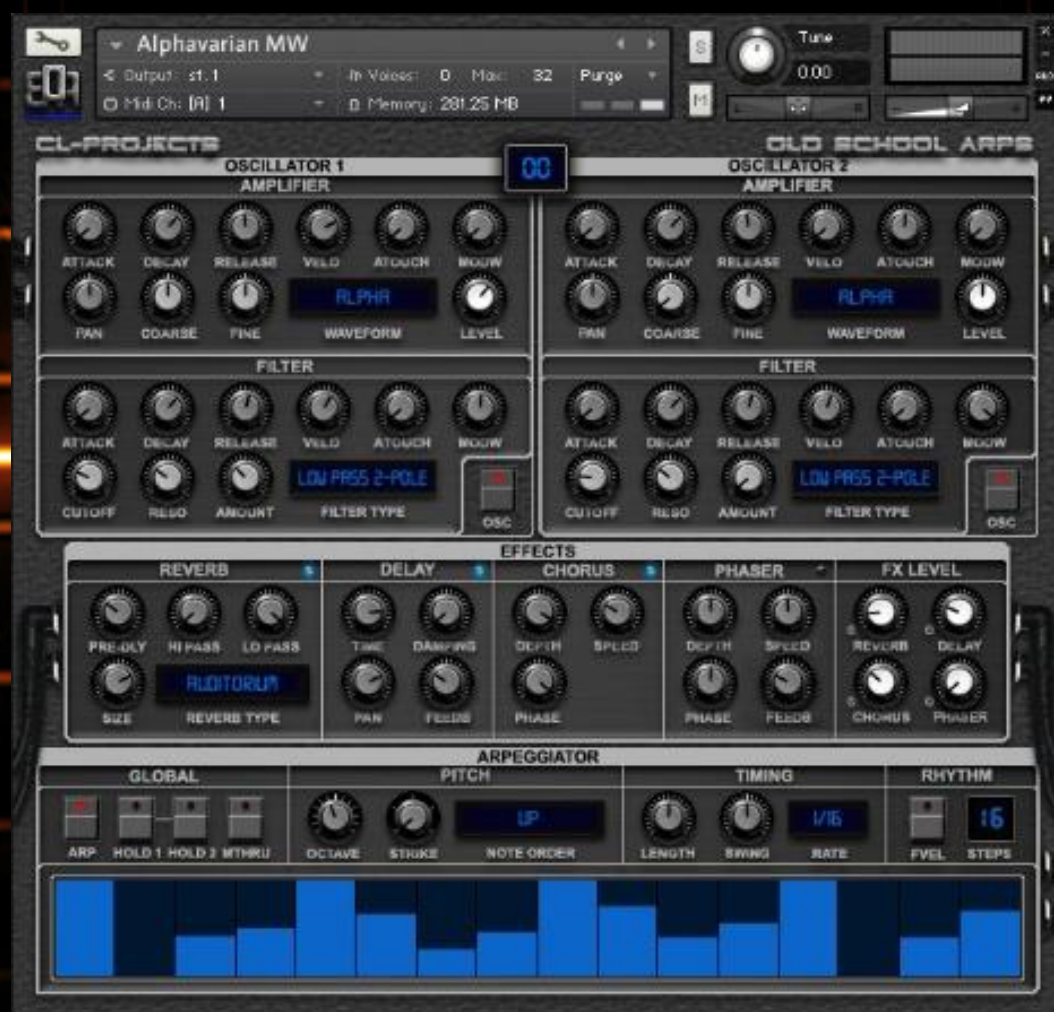 Alphavarian MW
S
Tune
Output: st. 1
Voices: 0 Max: 32 Purge
0.00
Midi Ch: [A] 1
Memory: 281.25 MB
M
L R
CL-PROJECTS
OLD SCHOOL ARPS
00
OSCILLATOR 1
OSCILLATOR 2
AMPLIFIER
AMPLIFIER
ATTACK DECAY RELEASE VELO ATOUCH MODW
ATTACK DECAY RELEASE VELO ATOUCH MODW
ALPHA
ALPHA
PAN COARSE FINE WAVEFORM LEVEL
PAN COARSE FINE WAVEFORM LEVEL
FILTER
FILTER
ATTACK DECAY RELEASE VELO ATOUCH MODW
ATTACK DECAY RELEASE VELO ATOUCH MODW
LOW PASS 2-POLE
LOW PASS 2-POLE
CUTOFF RESO AMOUNT FILTER TYPE OSC
CUTOFF RESO AMOUNT FILTER TYPE OSC
EFFECTS
REVERB S DELAY S CHORUS S PHASER FX LEVEL
PRE-DLY HI PASS LO PASS TIME DAMPING DEPTH SPEED DEPTH SPEED REVERB DELAY
AUDITORIUM
SIZE REVERB TYPE PAN FEEDB PHASE PHASE FEEDB CHORUS PHASER
ARPEGGIATOR
GLOBAL PITCH TIMING RHYTHM
UP 1/16 16
ARP HOLD 1 HOLD 2 MTHRU OCTAVE STRIKE NOTE ORDER LENGTH SWING RATE FVEL STEPS